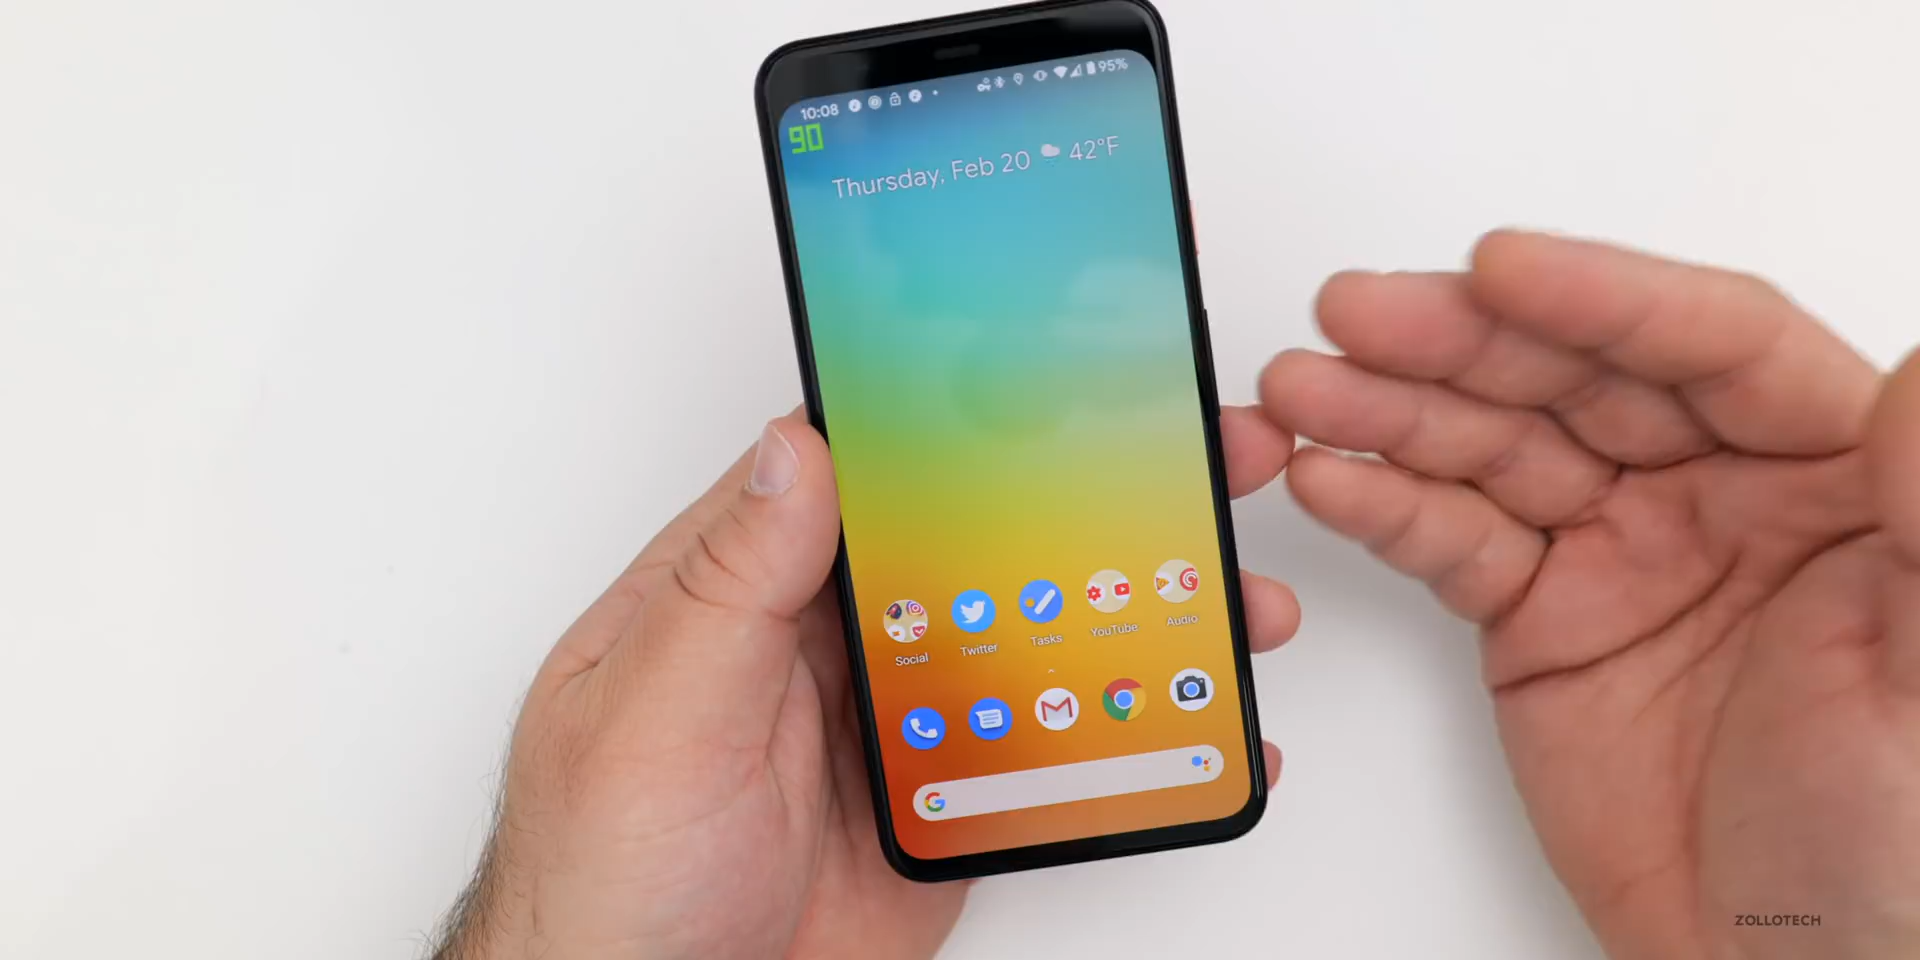 10:08 95%
90
Thursday, Feb 20 42°F
Social Twitter Tasks YouTube Audio
ZOLLOTECH